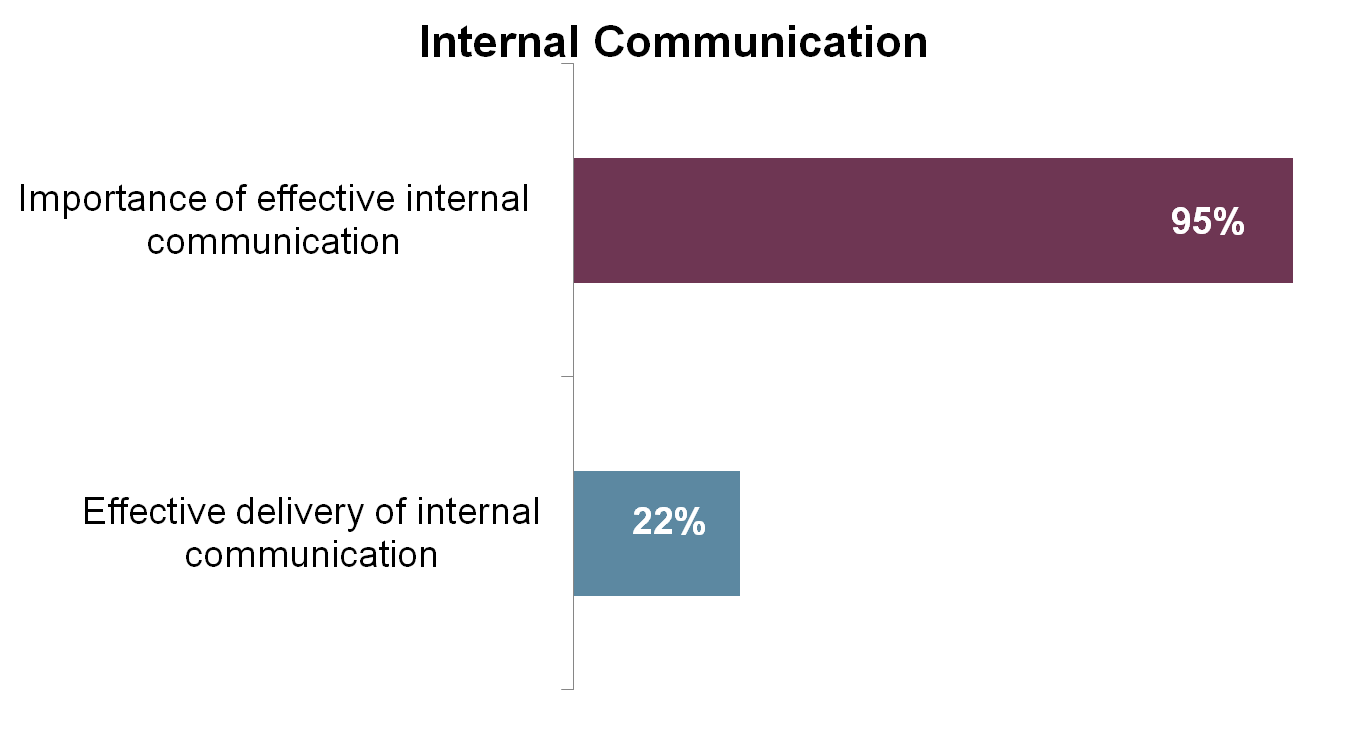 Internal Communication
Importance of effective internal
communication
95%
Effective delivery of internal
communication
22%